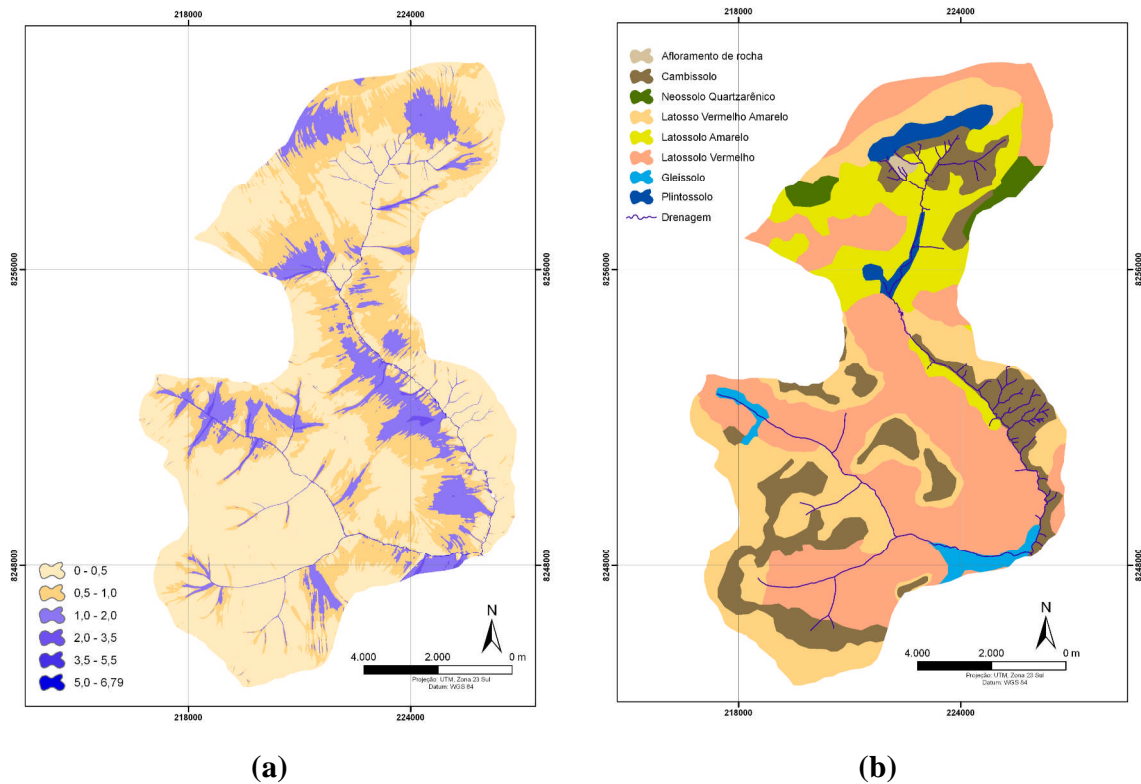 218000
224000
8256000
8256000
8248000
8248000
0 - 0,5
0,5 - 1,0
1,0 - 2,0
2,0 - 3,5
3,5 - 5,5
5,0 - 6,79
N
4.000
2.000
0 m
Projeção: UTM, Zona 23 Sul
Datum: WGS 84
218000
224000
(a)
218000
224000
Afloramento de rocha
Cambissolo
Neossolo Quartzarênico
Latosso Vermelho Amarelo
Latossolo Amarelo
Latossolo Vermelho
Gleissolo
Plintossolo
Drenagem
8256000
8256000
8248000
8248000
N
4.000
2.000
0 m
Projeção: UTM, Zona 23 Sul
Datum: WGS 84
218000
224000
(b)